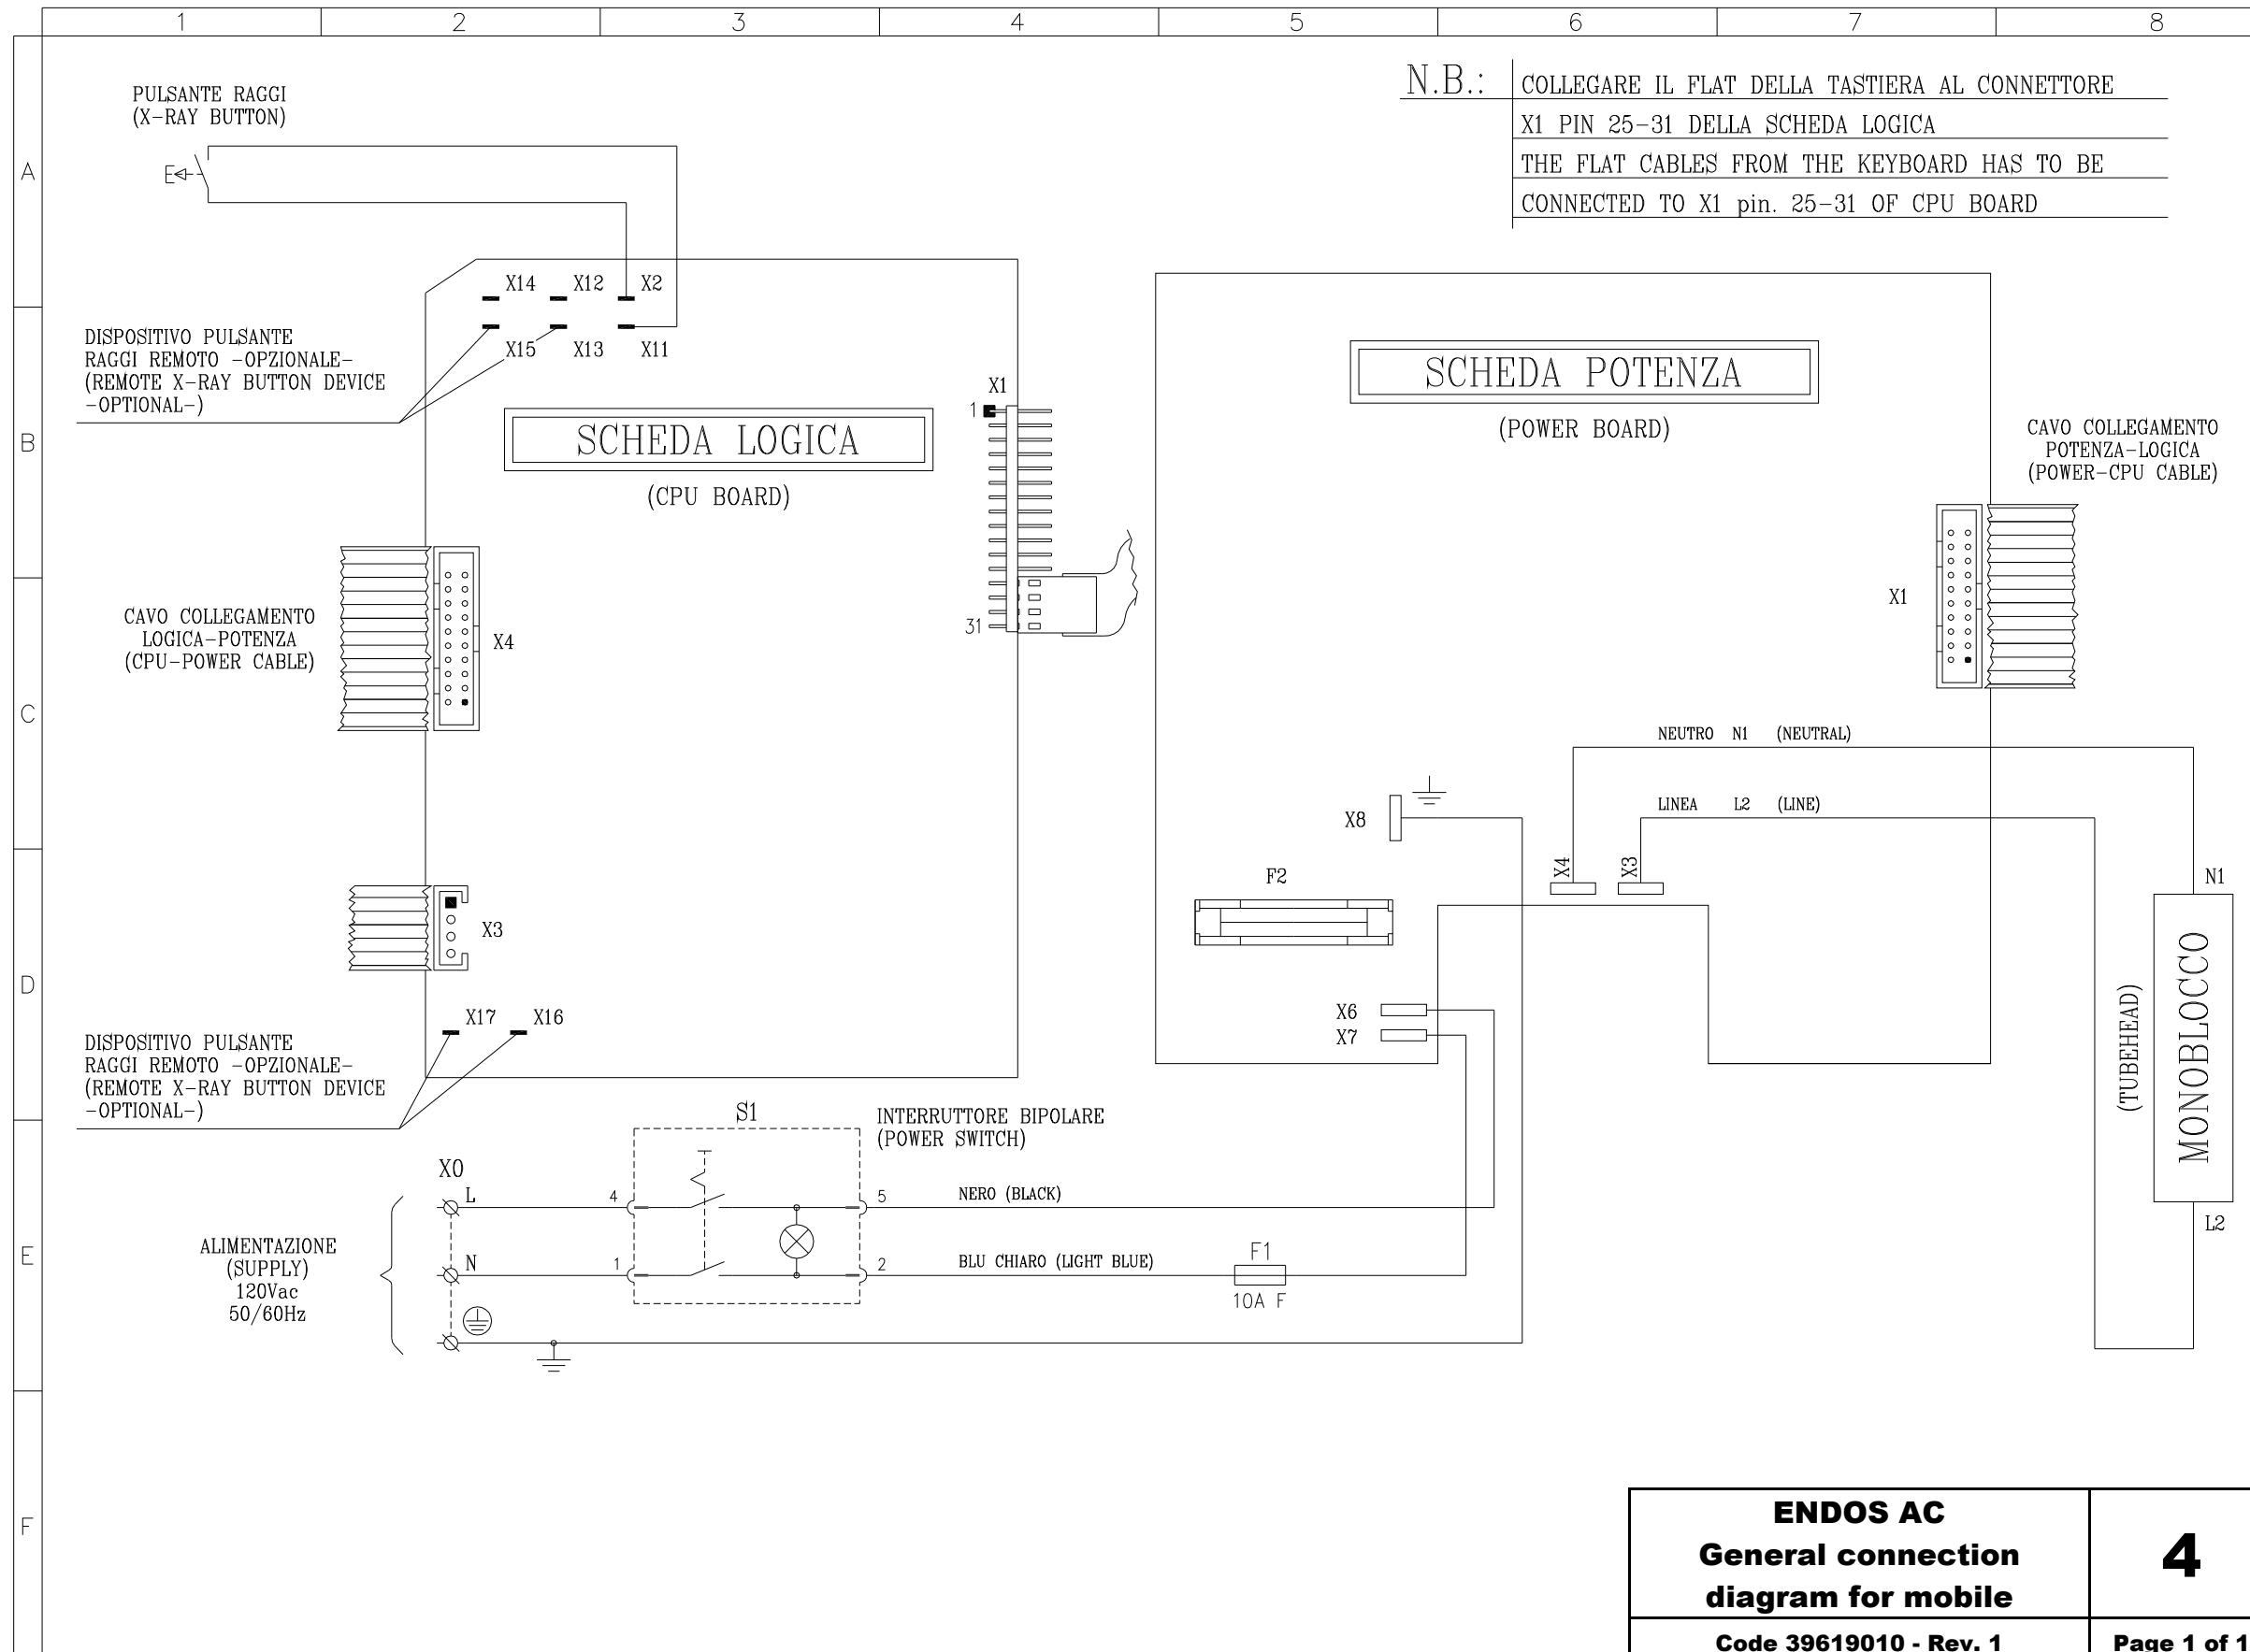 1 2 3 4 5 6 7 8
A
B
C
D
E
F
N.B.:
COLLEGARE IL FLAT DELLA TASTIERA AL CONNETTORE
X1 PIN 25-31 DELLA SCHEDA LOGICA
THE FLAT CABLES FROM THE KEYBOARD HAS TO BE
CONNECTED TO X1 pin. 25-31 OF CPU BOARD
PULSANTE RAGGI
(X-RAY BUTTON)
E
X14 X12 X2
X15 X13 X11
DISPOSITIVO PULSANTE
RAGGI REMOTO -OPZIONALE-
(REMOTE X-RAY BUTTON DEVICE
-OPTIONAL-)
SCHEDA LOGICA
(CPU BOARD)
X1
1
31
CAVO COLLEGAMENTO
LOGICA-POTENZA
(CPU-POWER CABLE)
X4
X3
X17 X16
DISPOSITIVO PULSANTE
RAGGI REMOTO -OPZIONALE-
(REMOTE X-RAY BUTTON DEVICE
-OPTIONAL-)
SCHEDA POTENZA
(POWER BOARD)
CAVO COLLEGAMENTO
POTENZA-LOGICA
(POWER-CPU CABLE)
X1
NEUTRO N1 (NEUTRAL)
LINEA L2 (LINE)
X8
X4
X3
F2
X6
X7
N1
MONOBLOCCO
(TUBEHEAD)
L2
S1
INTERRUTTORE BIPOLARE
(POWER SWITCH)
X0
L
4
5
NERO (BLACK)
N
1
2
BLU CHIARO (LIGHT BLUE)
F1
10A F
ALIMENTAZIONE
(SUPPLY)
120Vac
50/60Hz
ENDOS AC
General connection
diagram for mobile
4
Code 39619010 - Rev. 1
Page 1 of 1